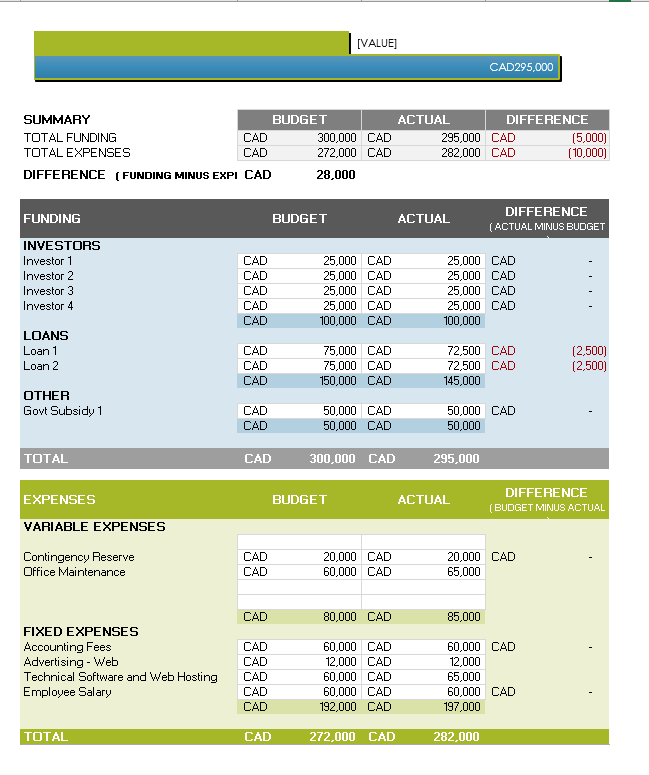 [VALUE]
CAD295,000
SUMMARY BUDGET ACTUAL DIFFERENCE
TOTAL FUNDING CAD 300,000 CAD 295,000 CAD (5,000)
TOTAL EXPENSES CAD 272,000 CAD 282,000 CAD (10,000)
DIFFERENCE (FUNDING MINUS EXPI CAD 28,000
FUNDING BUDGET ACTUAL DIFFERENCE
(ACTUAL MINUS BUDGET
INVESTORS
Investor 1 CAD 25,000 CAD 25,000 CAD -
Investor 2 CAD 25,000 CAD 25,000 CAD -
Investor 3 CAD 25,000 CAD 25,000 CAD -
Investor 4 CAD 25,000 CAD 25,000 CAD -
CAD 100,000 CAD 100,000
LOANS
Loan 1 CAD 75,000 CAD 72,500 CAD (2,500)
Loan 2 CAD 75,000 CAD 72,500 CAD (2,500)
CAD 150,000 CAD 145,000
OTHER
Govt Subsidy 1 CAD 50,000 CAD 50,000 CAD -
CAD 50,000 CAD 50,000
TOTAL CAD 300,000 CAD 295,000
EXPENSES BUDGET ACTUAL DIFFERENCE
(BUDGET MINUS ACTUAL
VARIABLE EXPENSES
Contingency Reserve CAD 20,000 CAD 20,000 CAD -
Office Maintenance CAD 60,000 CAD 65,000
CAD 80,000 CAD 85,000
FIXED EXPENSES
Accounting Fees CAD 60,000 CAD 60,000 CAD -
Advertising - Web CAD 12,000 CAD 12,000
Technical Software and Web Hosting CAD 60,000 CAD 65,000
Employee Salary CAD 60,000 CAD 60,000 CAD -
CAD 192,000 CAD 197,000
TOTAL CAD 272,000 CAD 282,000